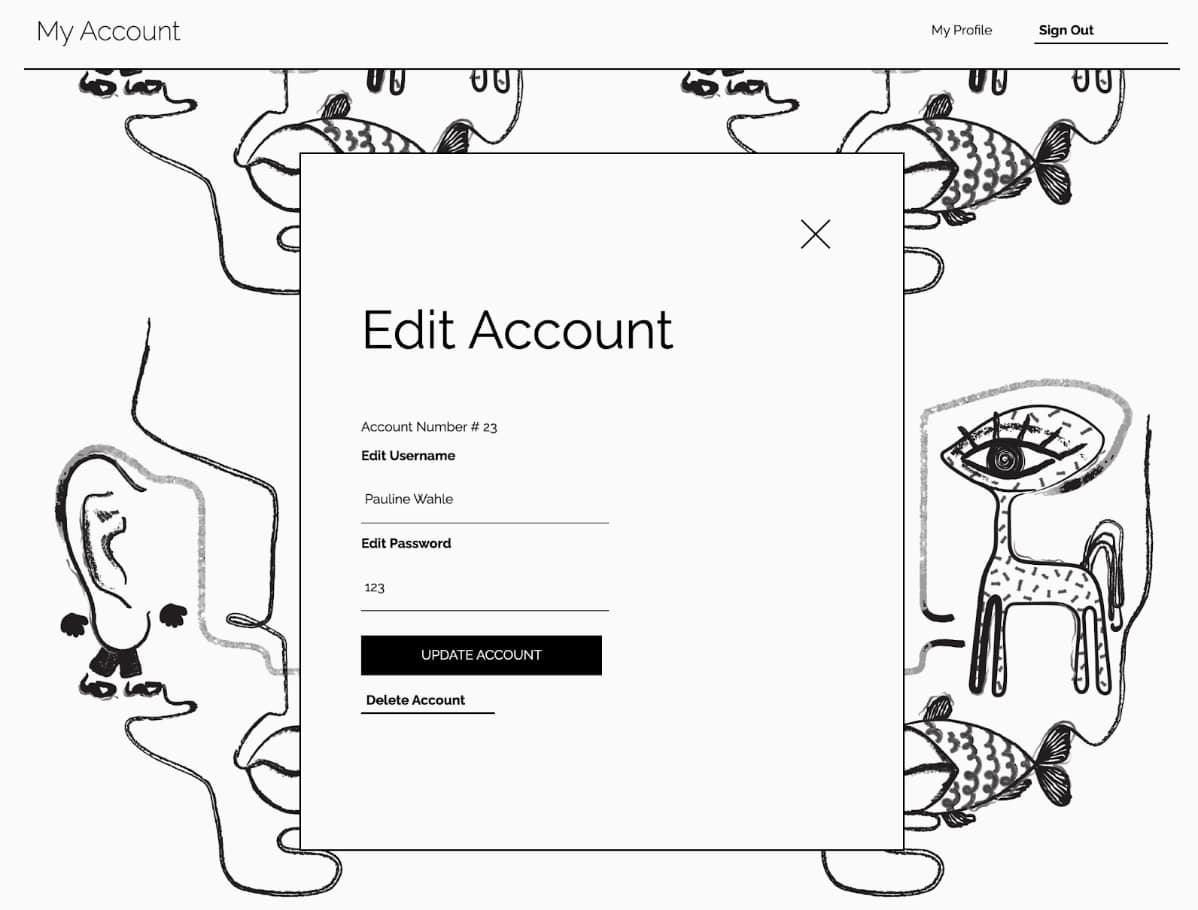 My Account
My Profile
Sign Out
Edit Account
Account Number # 23
Edit Username
Pauline Wahle
Edit Password
123
UPDATE ACCOUNT
Delete Account